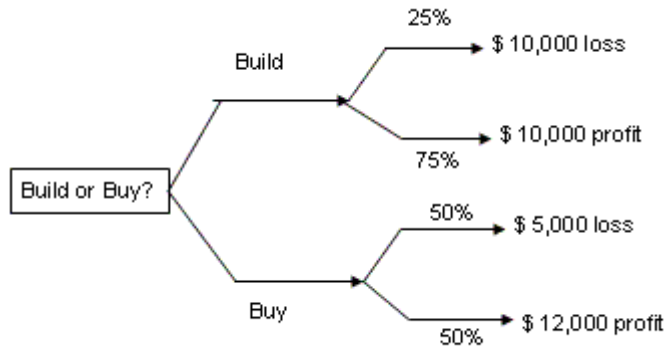 25%
$ 10,000 loss
Build
$ 10,000 profit
75%
Build or Buy?
50%
$ 5,000 loss
Buy
$ 12,000 profit
50%